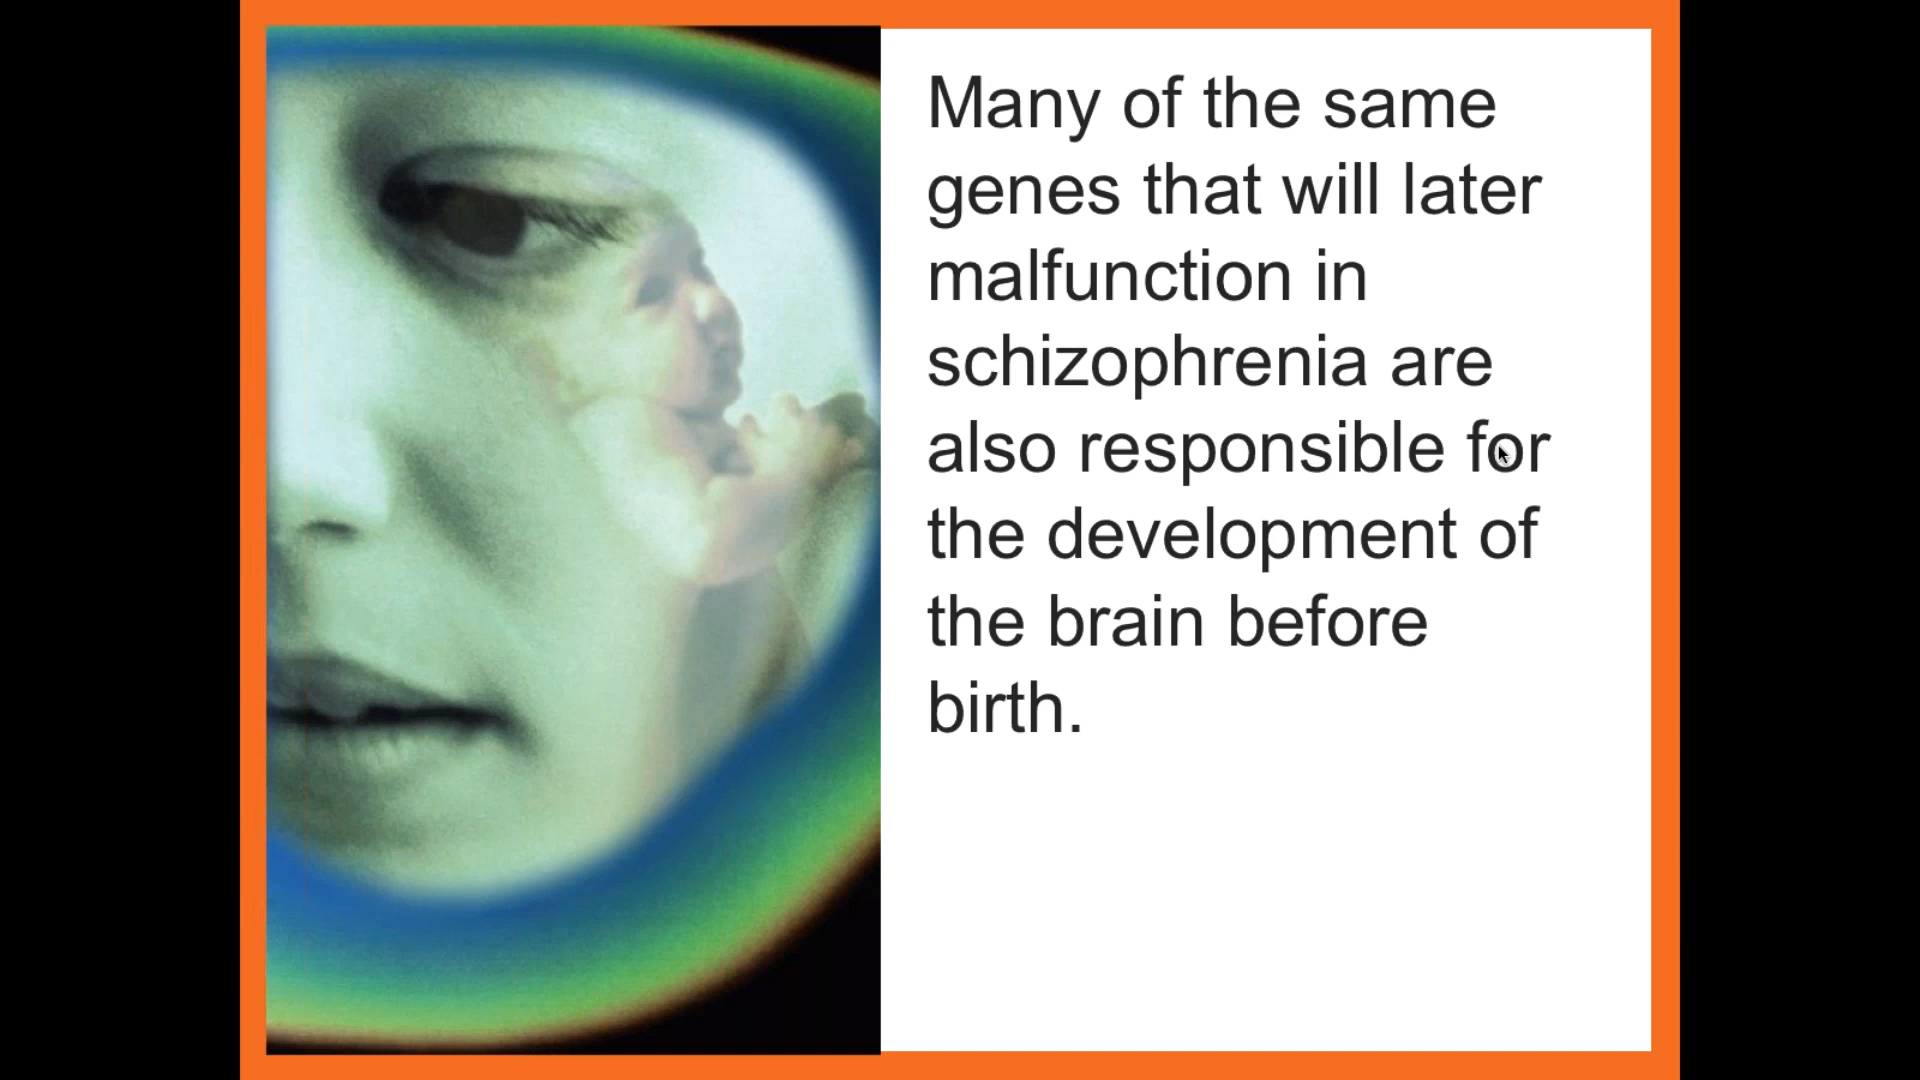 Many of the same
genes that will later
malfunction in
schizophrenia are
also responsible for
the development of
the brain before
birth.